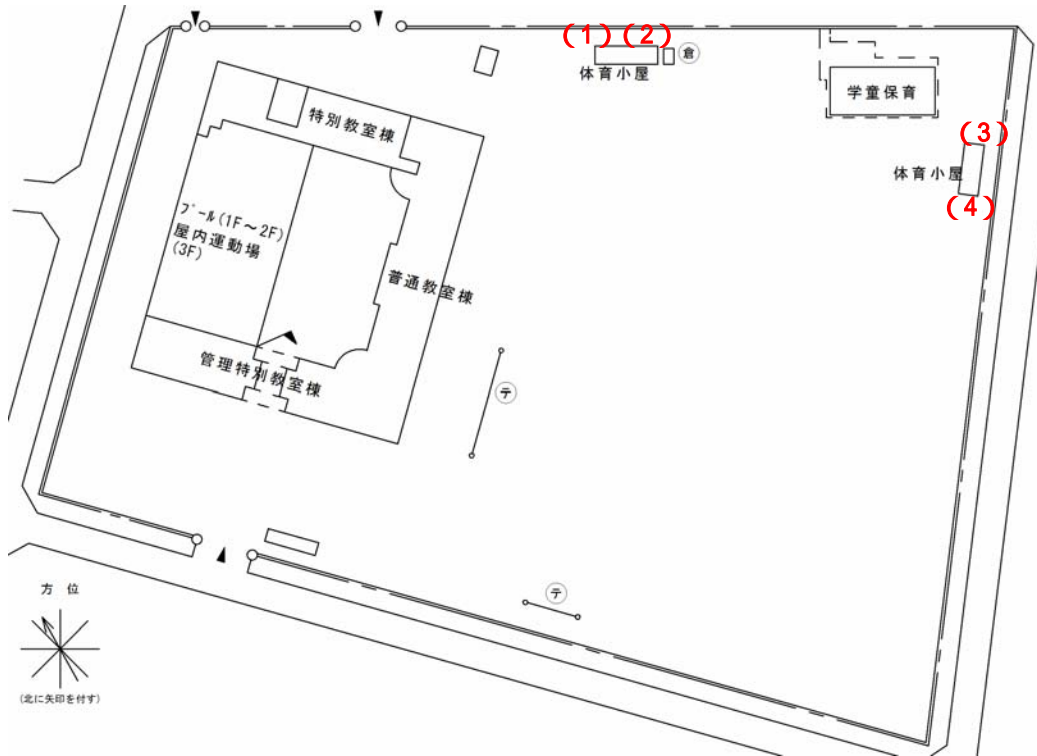 (1) (2)
倉
体育小屋
学童保育
(3)
体育小屋
(4)
特別教室棟
プール(1F～2F)
屋内運動場
(3F)
普通教室棟
管理特別教室棟
テ
テ
方 位
(北に矢印を付す)